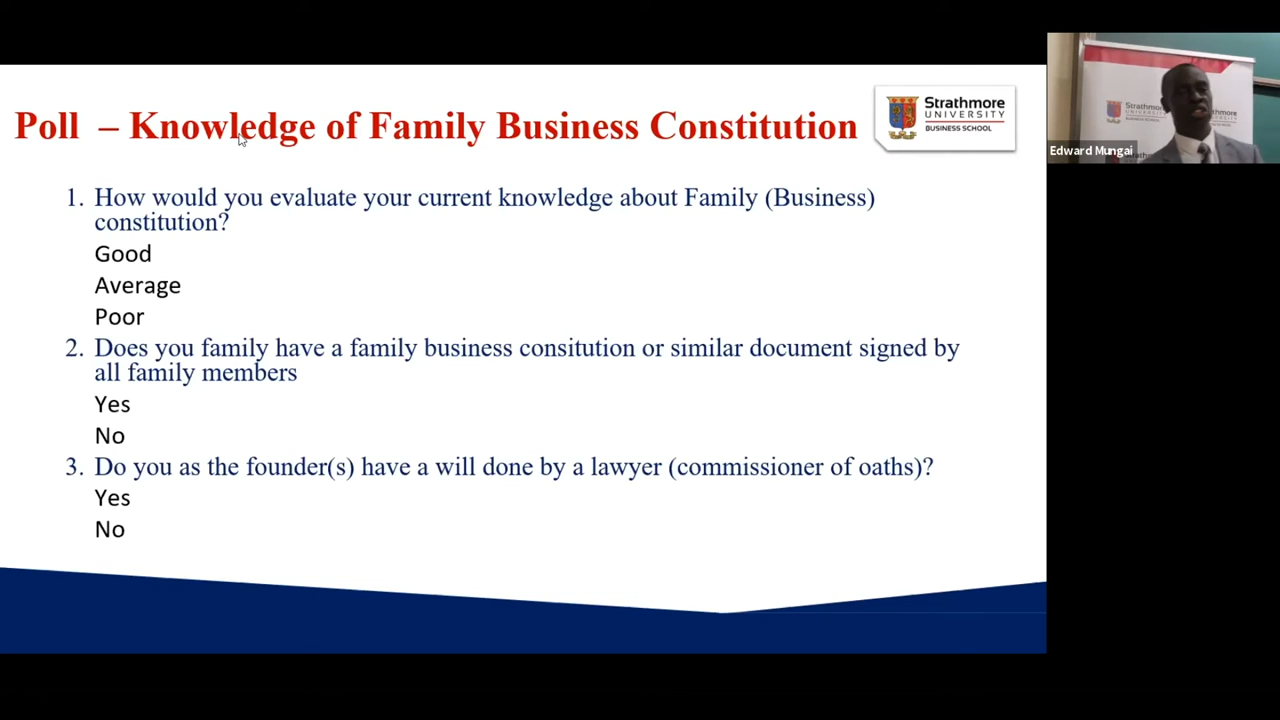 Poll – Knowledge of Family Business Constitution
Strathmore
UNIVERSITY
BUSINESS SCHOOL
1. How would you evaluate your current knowledge about Family (Business)
constitution?
Good
Average
Poor
2. Does you family have a family business consitution or similar document signed by
all family members
Yes
No
3. Do you as the founder(s) have a will done by a lawyer (commissioner of oaths)?
Yes
No
Strathmore
UNIVERSITY
Edward Mungai